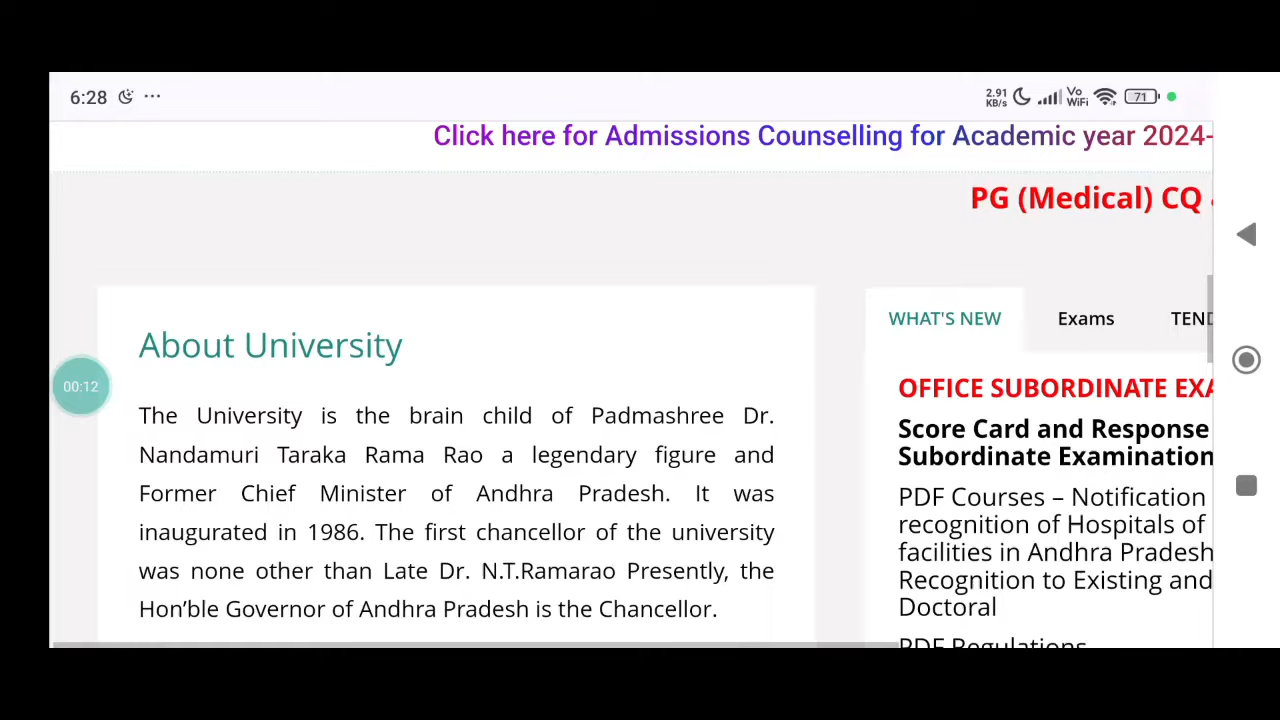 6:28
2.91 KB/s
Vo WiFi
71
Click here for Admissions Counselling for Academic year 2024-
PG (Medical) CQ
About University
The University is the brain child of Padmashree Dr.
Nandamuri Taraka Rama Rao a legendary figure and
Former Chief Minister of Andhra Pradesh. It was
inaugurated in 1986. The first chancellor of the university
was none other than Late Dr. N.T.Ramarao Presently, the
Hon'ble Governor of Andhra Pradesh is the Chancellor.
00:12
WHAT'S NEW
Exams
TEND
OFFICE SUBORDINATE EXA
Score Card and Response
Subordinate Examination
PDF Courses – Notification
recognition of Hospitals of
facilities in Andhra Pradesh
Recognition to Existing and
Doctoral
PDF Regulations